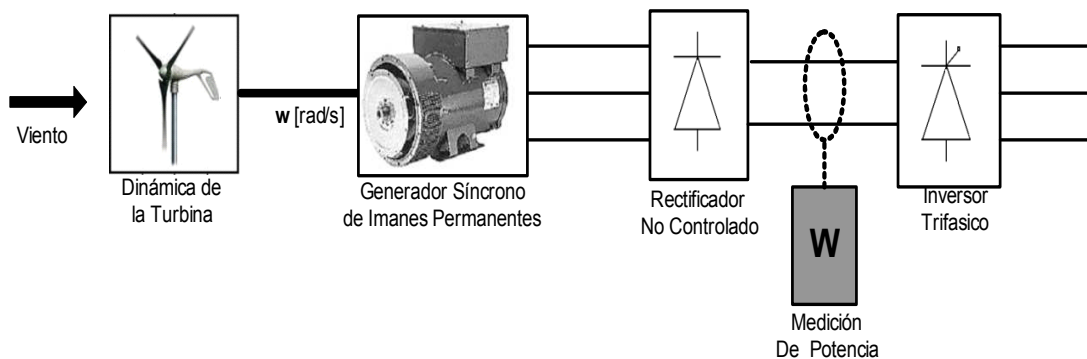 Viento
Dinámica de
la Turbina
w [rad/s]
Generador Síncrono
de Imanes Permanentes
Rectificador
No Controlado
W
Medición
De Potencia
Inversor
Trifasico